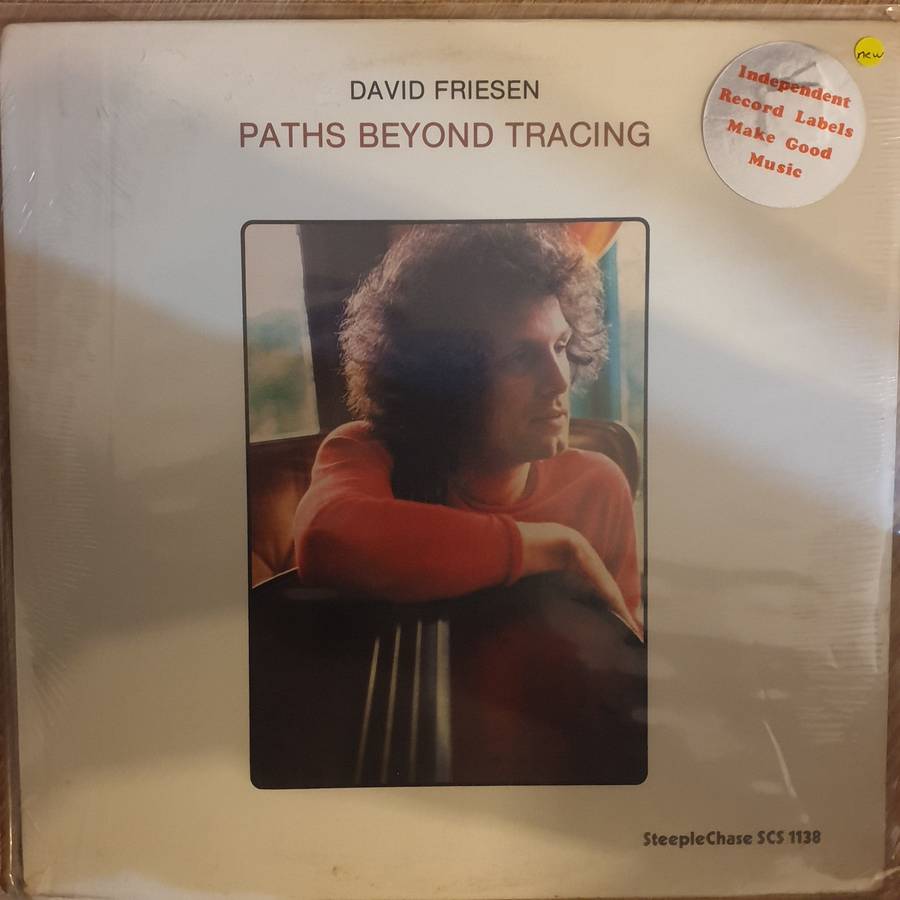 DAVID FRIESEN
PATHS BEYOND TRACING
Independent
Record Labels
Make Good
Music
new
SteepleChase SCS 1138